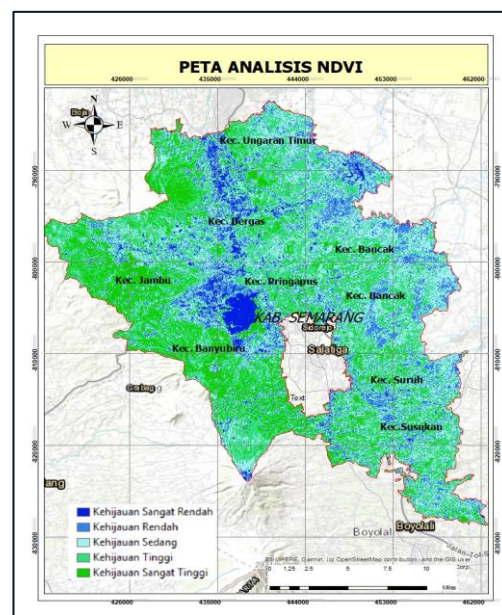 PETA ANALISIS NDVI
426000 435000 444000 453000 462000
N
W E
S
Kec. Ungaran Timur
Kec. Bergas
Kec. Bancak
Kec. Jambu
Kec. Pringapus
Kec. Bancak
KAB. SEMARANG
Sidorejo
Salatiga
Kec. Banyubiru
Kec. Suruh
Text
Kec.Susukan
ang
Boyolali
Boyolali
Kehijauan Sangat Rendah
Kehijauan Rendah
Kehijauan Sedang
Kehijauan Tinggi
Kehijauan Sangat Tinggi
0 1.25 2.5 5 7.5 10
Miles
426000 435000 444000 453000 462000